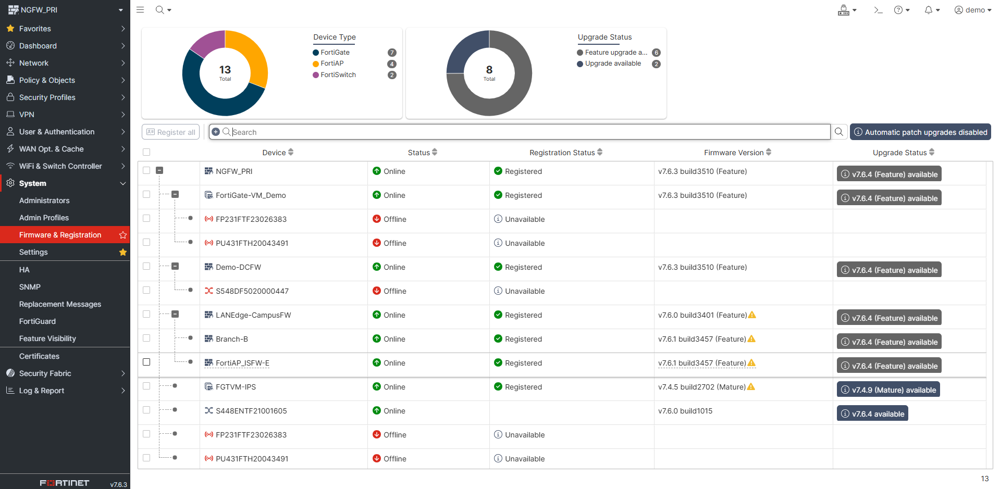 NGFW_PRI
demo
Favorites
Dashboard
Network
Policy & Objects
Security Profiles
VPN
User & Authentication
WAN Opt. & Cache
WiFi & Switch Controller
System
Administrators
Admin Profiles
Firmware & Registration
Settings
HA
SNMP
Replacement Messages
FortiGuard
Feature Visibility
Certificates
Security Fabric
Log & Report
FORTINET v7.6.3
13
Total
Device Type
FortiGate 7
FortiAP 4
FortiSwitch 2
8
Total
Upgrade Status
Feature upgrade a... 6
Upgrade available 2
Register all Search Automatic patch upgrades disabled
Device Status Registration Status Firmware Version Upgrade Status
NGFW_PRI Online Registered v7.6.3 build3510 (Feature) v7.6.4 (Feature) available
FortiGate-VM_Demo Online Registered v7.6.3 build3510 (Feature) v7.6.4 (Feature) available
FP231FTF23026383 Offline Unavailable
PU431FTH20043491 Offline Unavailable
Demo-DCFW Online Registered v7.6.3 build3510 (Feature) v7.6.4 (Feature) available
S548DF5020000447 Offline Unavailable
LANEdge-CampusFW Online Registered v7.6.0 build3401 (Feature) v7.6.4 (Feature) available
Branch-B Online Registered v7.6.1 build3457 (Feature) v7.6.4 (Feature) available
FortiAP_ISFW-E Online Registered v7.6.1 build3457 (Feature) v7.6.4 (Feature) available
FGTVM-IPS Online Registered v7.4.5 build2702 (Mature) v7.4.9 (Mature) available
S448ENTF21001605 Online v7.6.0 build1015 v7.6.4 available
FP231FTF23026383 Offline Unavailable
PU431FTH20043491 Offline Unavailable
13